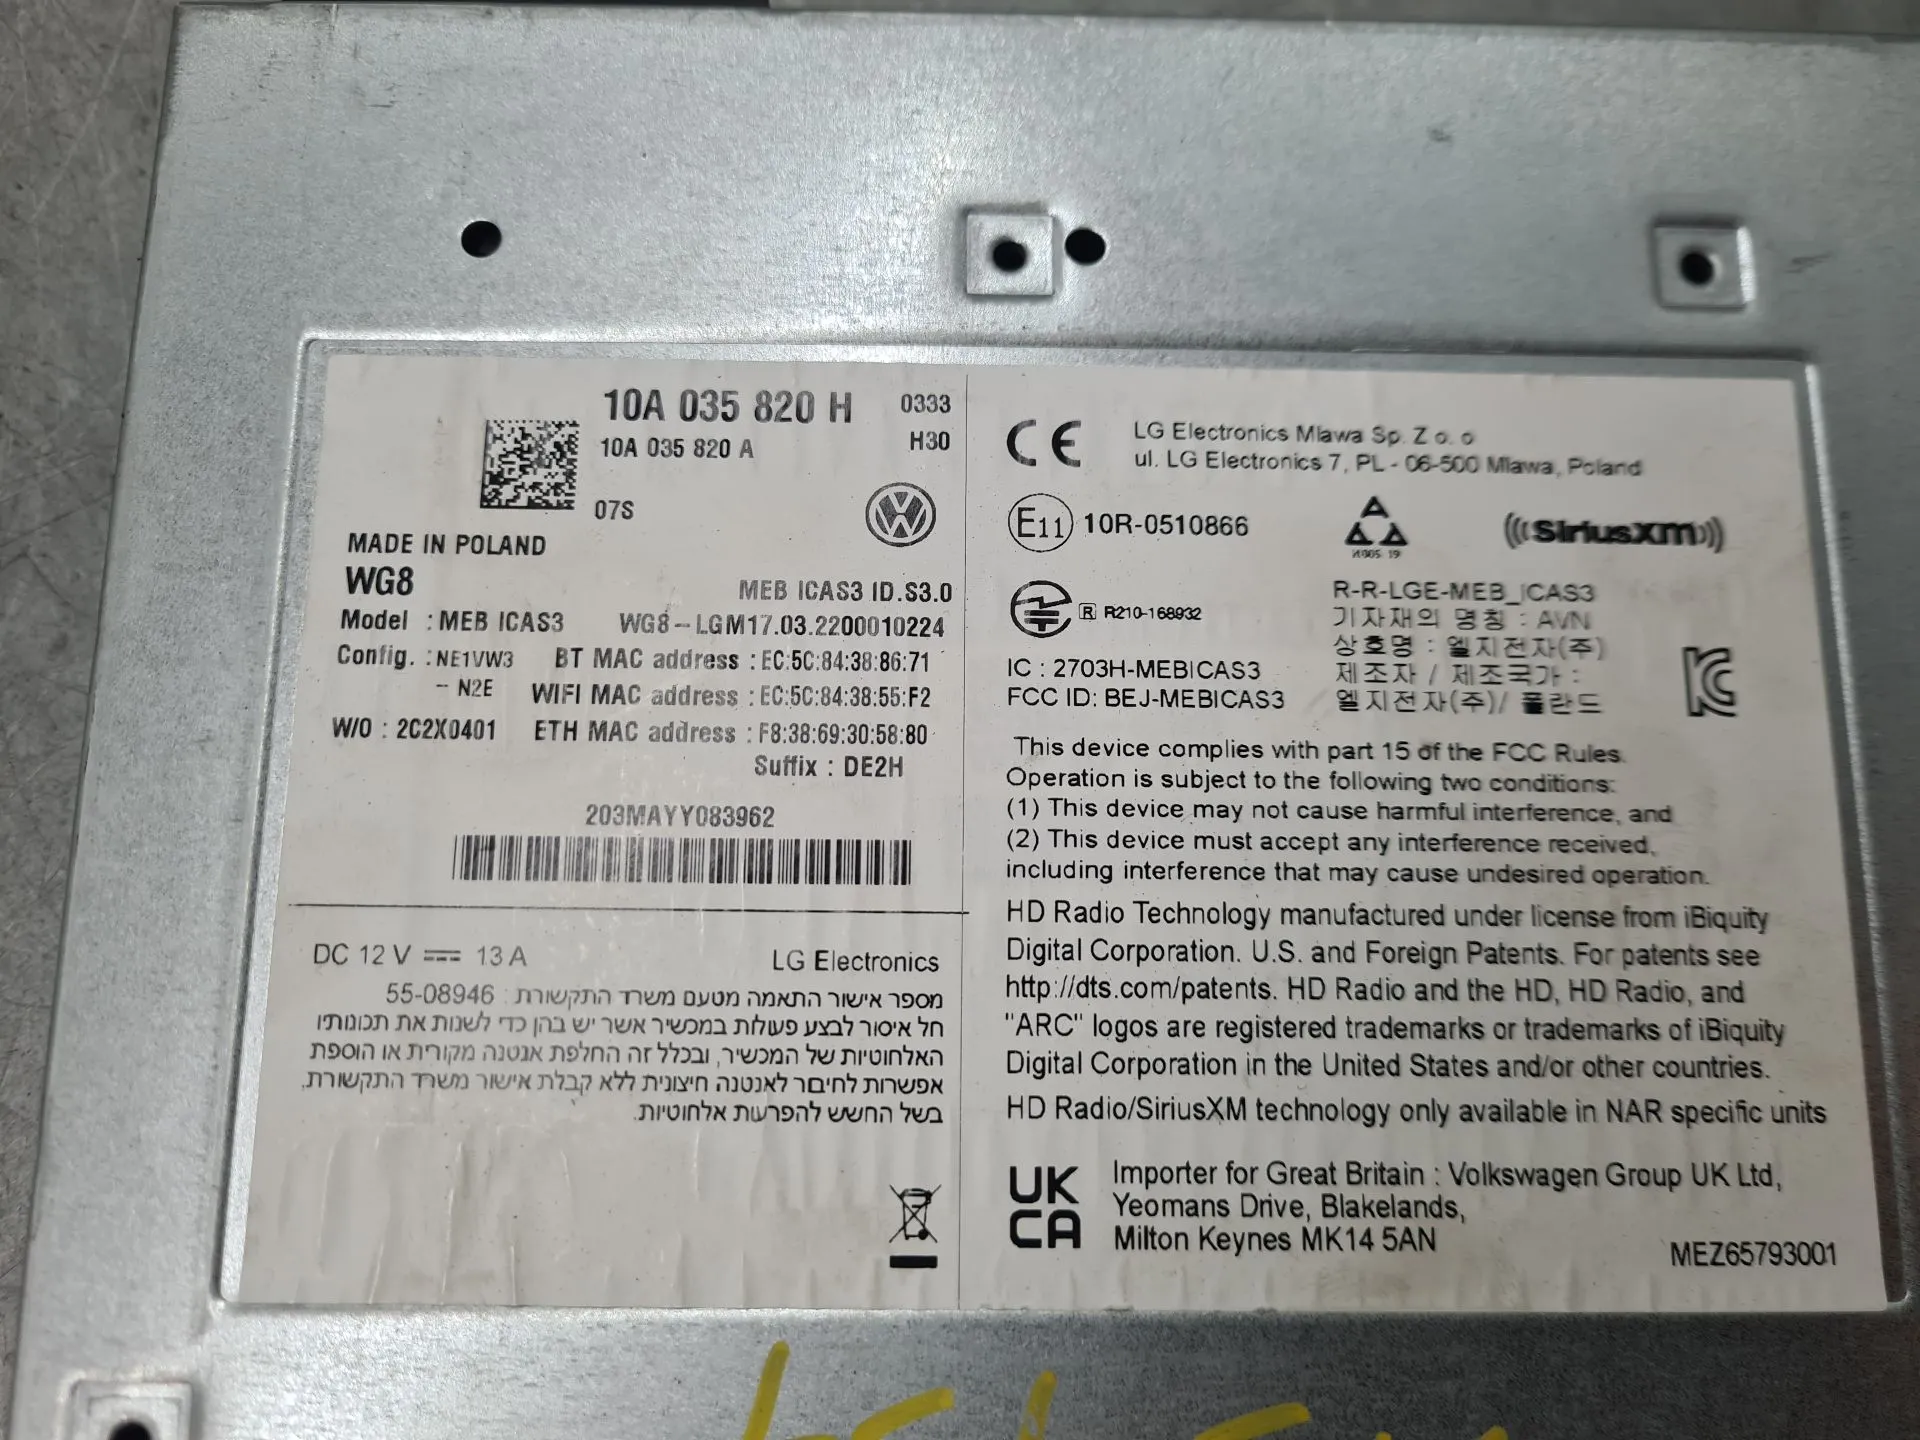 10A 035 820 H 0333
10A 035 820 A H30
07S
MADE IN POLAND
WG8
MEB ICAS3 ID.S3.0
Model : MEB ICAS3 WG8-LGM17.03.2200010224
Config. : NE1VW3 BT MAC address : EC:5C:84:38:86:71
- N2E WIFI MAC address : EC:5C:84:38:55:F2
W/O : 2C2X0401 ETH MAC address : F8:38:69:30:58:80
Suffix : DE2H
203MAYY083962
DC 12 V 13 A LG Electronics
מספר אישור התאמה מטעם משרד התקשורת : 55-08946
חל איסור לבצע פעולות במכשיר אשר יש בהן כדי לשנות את תכונותיו
האלחוטיות של המכשיר, ובכלל זה החלפת אנטנה מקורית או הוספת
אפשרות לחיבור לאנטנה חיצונית ללא קבלת אישור משרד התקשורת,
בשל החשש להפרעות אלחוטיות.
CE
LG Electronics Mlawa Sp. Z o. o
ul. LG Electronics 7, PL - 06-500 Mlawa, Poland
E11 10R-0510866
SiriusXM
R R210-168932
R-R-LGE-MEB_ICAS3
기자재의 명칭 : AVN
상호명 : 엘지전자(주)
제조자 / 제조국가 :
엘지전자(주)/ 폴란드
IC : 2703H-MEBICAS3
FCC ID: BEJ-MEBICAS3
This device complies with part 15 of the FCC Rules.
Operation is subject to the following two conditions:
(1) This device may not cause harmful interference, and
(2) This device must accept any interference received,
including interference that may cause undesired operation.
HD Radio Technology manufactured under license from iBiquity
Digital Corporation. U.S. and Foreign Patents. For patents see
http://dts.com/patents. HD Radio and the HD, HD Radio, and
"ARC" logos are registered trademarks or trademarks of iBiquity
Digital Corporation in the United States and/or other countries.
HD Radio/SiriusXM technology only available in NAR specific units
UK
CA
Importer for Great Britain : Volkswagen Group UK Ltd,
Yeomans Drive, Blakelands,
Milton Keynes MK14 5AN
MEZ65793001